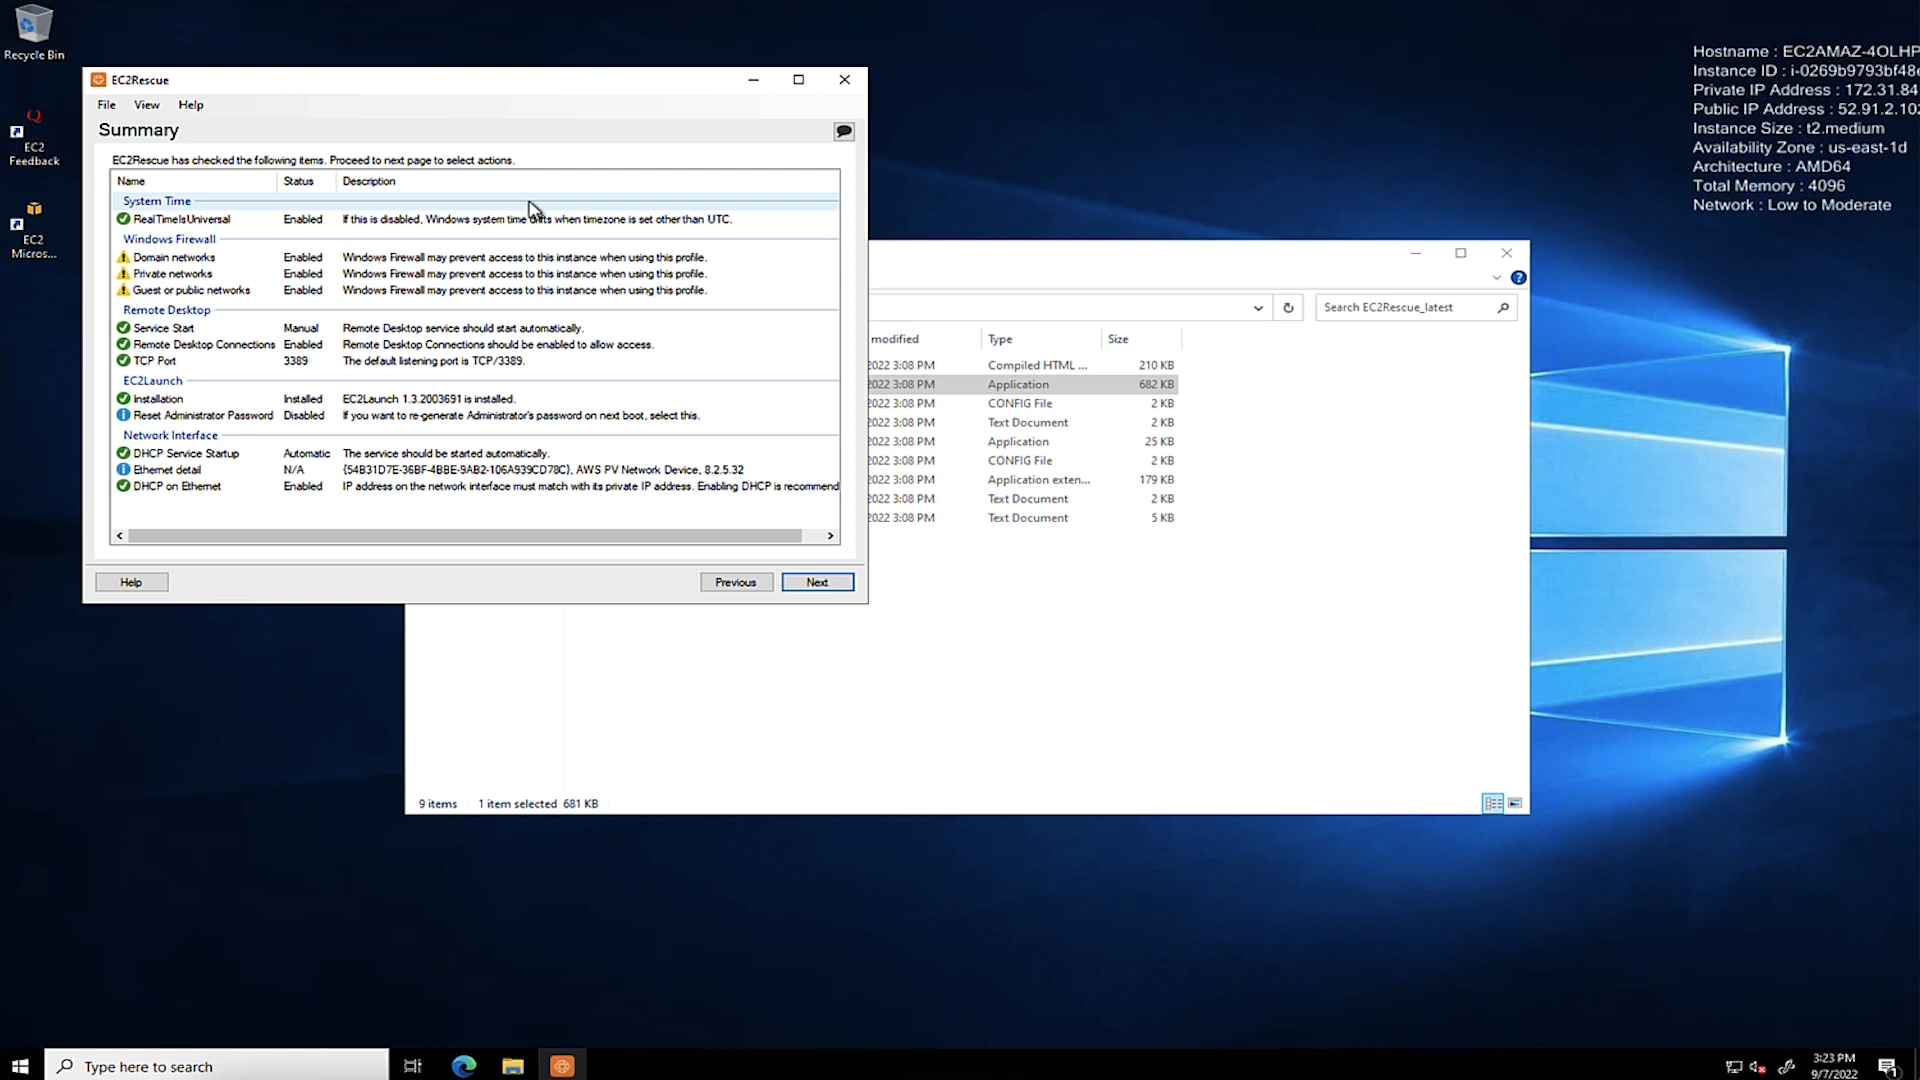 Recycle Bin
EC2
Feedback
EC2
Micros...
Hostname : EC2AMAZ-4OLHP
Instance ID : i-0269b9793bf48e
Private IP Address : 172.31.84
Public IP Address : 52.91.2.102
Instance Size : t2.medium
Availability Zone : us-east-1d
Architecture : AMD64
Total Memory : 4096
Network : Low to Moderate
EC2Rescue
File View Help
Summary
EC2Rescue has checked the following items. Proceed to next page to select actions.
Name Status Description
System Time
RealTimeIsUniversal Enabled If this is disabled, Windows system time drifts when timezone is set other than UTC.
Windows Firewall
Domain networks Enabled Windows Firewall may prevent access to this instance when using this profile.
Private networks Enabled Windows Firewall may prevent access to this instance when using this profile.
Guest or public networks Enabled Windows Firewall may prevent access to this instance when using this profile.
Remote Desktop
Service Start Manual Remote Desktop service should start automatically.
Remote Desktop Connections Enabled Remote Desktop Connections should be enabled to allow access.
TCP Port 3389 The default listening port is TCP/3389.
EC2Launch
Installation Installed EC2Launch 1.3.2003691 is installed.
Reset Administrator Password Disabled If you want to re-generate Administrator's password on next boot, select this.
Network Interface
DHCP Service Startup Automatic The service should be started automatically.
Ethernet detail N/A {54B31D7E-36BF-4BBE-9AB2-106A939CD78C}, AWS PV Network Device, 8.2.5.32
DHCP on Ethernet Enabled IP address on the network interface must match with its private IP address. Enabling DHCP is recommend
Help Previous Next
Search EC2Rescue_latest
modified Type Size
2022 3:08 PM Compiled HTML ... 210 KB
2022 3:08 PM Application 682 KB
2022 3:08 PM CONFIG File 2 KB
2022 3:08 PM Text Document 2 KB
2022 3:08 PM Application 25 KB
2022 3:08 PM CONFIG File 2 KB
2022 3:08 PM Application exten... 179 KB
2022 3:08 PM Text Document 2 KB
2022 3:08 PM Text Document 5 KB
9 items 1 item selected 681 KB
Type here to search
3:23 PM
9/7/2022
1